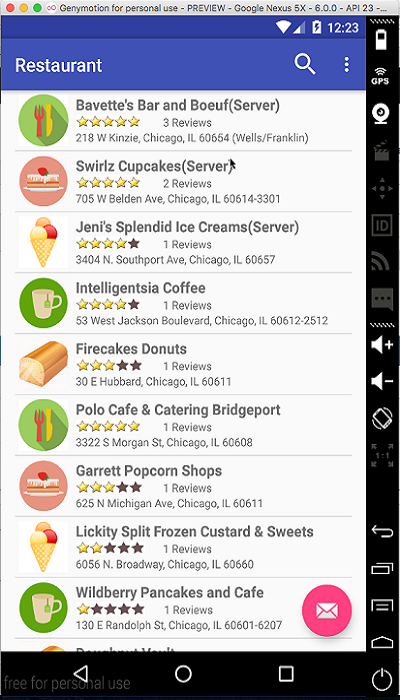 Genymotion for personal use - PREVIEW - Google Nexus 5X - 6.0.0 - API 23 -...
12:23
Restaurant
GPS
Bavette's Bar and Boeuf(Server)
3 Reviews
218 W Kinzie, Chicago, IL 60654 (Wells/Franklin)
Swirlz Cupcakes(Server)
2 Reviews
705 W Belden Ave, Chicago, IL 60614-3301
ID
Jeni's Splendid Ice Creams(Server)
1 Reviews
3404 N. Southport Ave, Chicago, IL 60657
Intelligentsia Coffee
1 Reviews
53 West Jackson Boulevard, Chicago, IL 60612-2512
Firecakes Donuts
1 Reviews
30 E Hubbard, Chicago, IL 60611
Polo Cafe & Catering Bridgeport
1 Reviews
3322 S Morgan St, Chicago, IL 60608
1:1
Garrett Popcorn Shops
1 Reviews
625 N Michigan Ave, Chicago, IL 60611
Lickity Split Frozen Custard & Sweets
1 Reviews
6056 N. Broadway, Chicago, IL 60660
Wildberry Pancakes and Cafe
1 Reviews
130 E Randolph St, Chicago, IL 60601-6207
Doughnut Vault
free for personal use